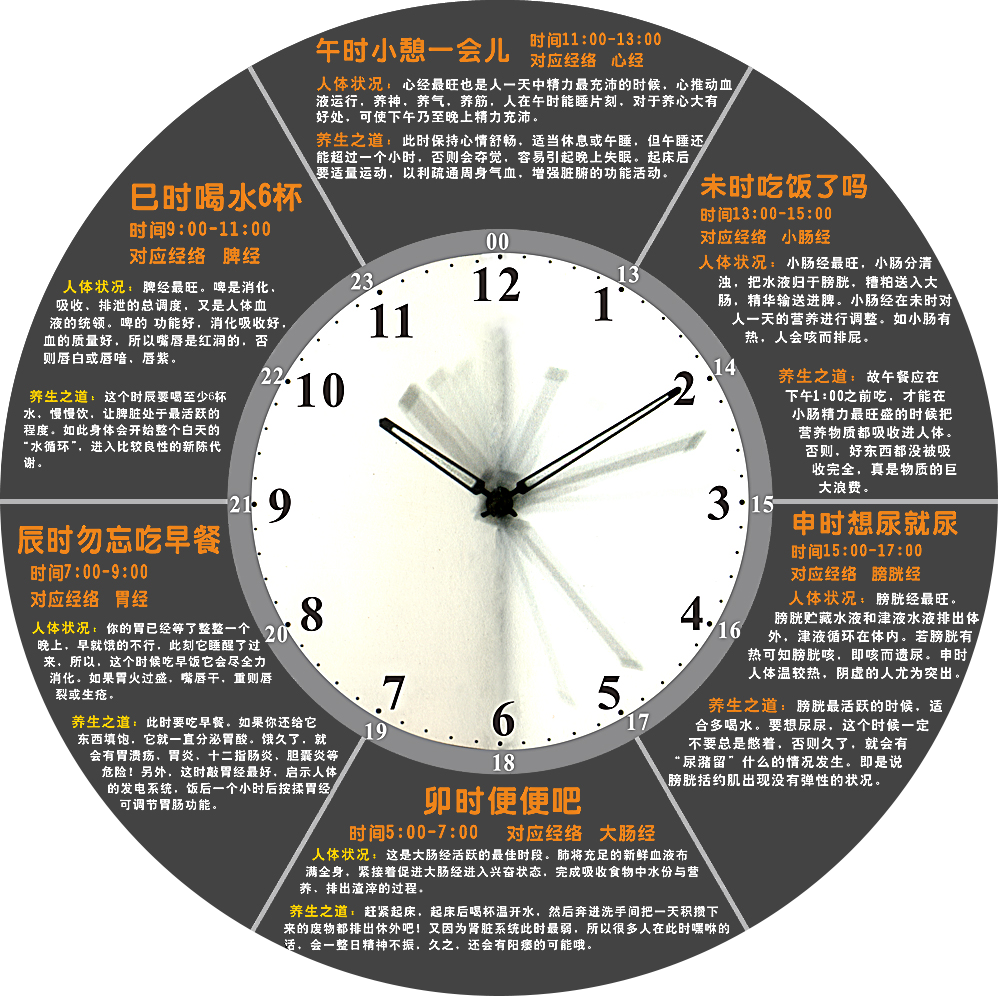 午时小憩一会儿
时间11:00-13:00
对应经络 心经
人体状况：心经最旺也是人一天中精力最充沛的时候，心推动血
液运行，养神、养气、养筋，人在午时能睡片刻，对于养心大有
好处，可使下午乃至晚上精力充沛。
养生之道：此时保持心情舒畅，适当休息或午睡，但午睡还
能超过一个小时，否则会夺觉，容易引起晚上失眠。起床后
要适量运动，以利疏通周身气血，增强脏腑的功能活动。
未时吃饭了吗
时间13:00-15:00
对应经络 小肠经
人体状况：小肠经最旺，小肠分清
浊，把水液归于膀胱，糟粕送入大
肠，精华输送进脾。小肠经在未时对
人一天的营养进行调整。如小肠有
热，人会咳而排屁。
养生之道：故午餐应在
下午1:00之前吃，才能在
小肠精力最旺盛的时候把
营养物质都吸收进人体。
否则，好东西都没被吸
收完全，真是物质的巨
大浪费。
申时想尿就尿
时间15:00-17:00
对应经络 膀胱经
人体状况：膀胱经最旺。
膀胱贮藏水液和津液水液排出体
外，津液循环在体内。若膀胱有
热可知膀胱咳，即咳而遗尿。申时
人体温较热，阴虚的人尤为突出。
养生之道：膀胱最活跃的时候，适
合多喝水。要想尿尿，这个时候一定
不要总是憋着，否则久了，就会有
“尿潴留”什么的情况发生。即是说
膀胱括约肌出现没有弹性的状况。
卯时便便吧
时间5:00-7:00 对应经络 大肠经
人体状况：这是大肠经活跃的最佳时段。肺将充足的新鲜血液布
满全身，紧接着促进大肠经进入兴奋状态，完成吸收食物中水份与营
养、排出渣滓的过程。
养生之道：赶紧起床，起床后喝杯温开水，然后奔进洗手间把一天积攒下
来的废物都排出体外吧！又因为肾脏系统此时最弱，所以很多人在此时嘿咻的
话，会一整日精神不振，久之，还会有阳痿的可能哦。
辰时勿忘吃早餐
时间7:00-9:00
对应经络 胃经
人体状况：你的胃已经等了整整一个
晚上，早就饿的不行，此刻它睡醒了过
来，所以，这个时候吃早饭它会尽全力
消化。如果胃火过盛，嘴唇干，重则唇
裂或生疮。
养生之道：此时要吃早餐。如果你还给它
东西填饱，它就一直分泌胃酸。饿久了，就
会有胃溃疡、胃炎、十二指肠炎、胆囊炎等
危险！另外，这时敲胃经最好，启示人体
的发电系统，饭后一个小时后按揉胃经
可调节胃肠功能。
巳时喝水6杯
时间9:00-11:00
对应经络 脾经
人体状况：脾经最旺。啤是消化、
吸收、排泄的总调度，又是人体血
液的统领。啤的 功能好，消化吸收好，
血的质量好，所以嘴唇是红润的，否
则唇白或唇喑，唇紫。
养生之道：这个时辰要喝至少6杯
水，慢慢饮，让脾脏处于最活跃的
程度。如此身体会开始整个白天的
“水循环”，进入比较良性的新陈代
谢。
00
13
14
15
16
17
18
19
20
21
22
23
12
1
2
3
4
5
6
7
8
9
10
11